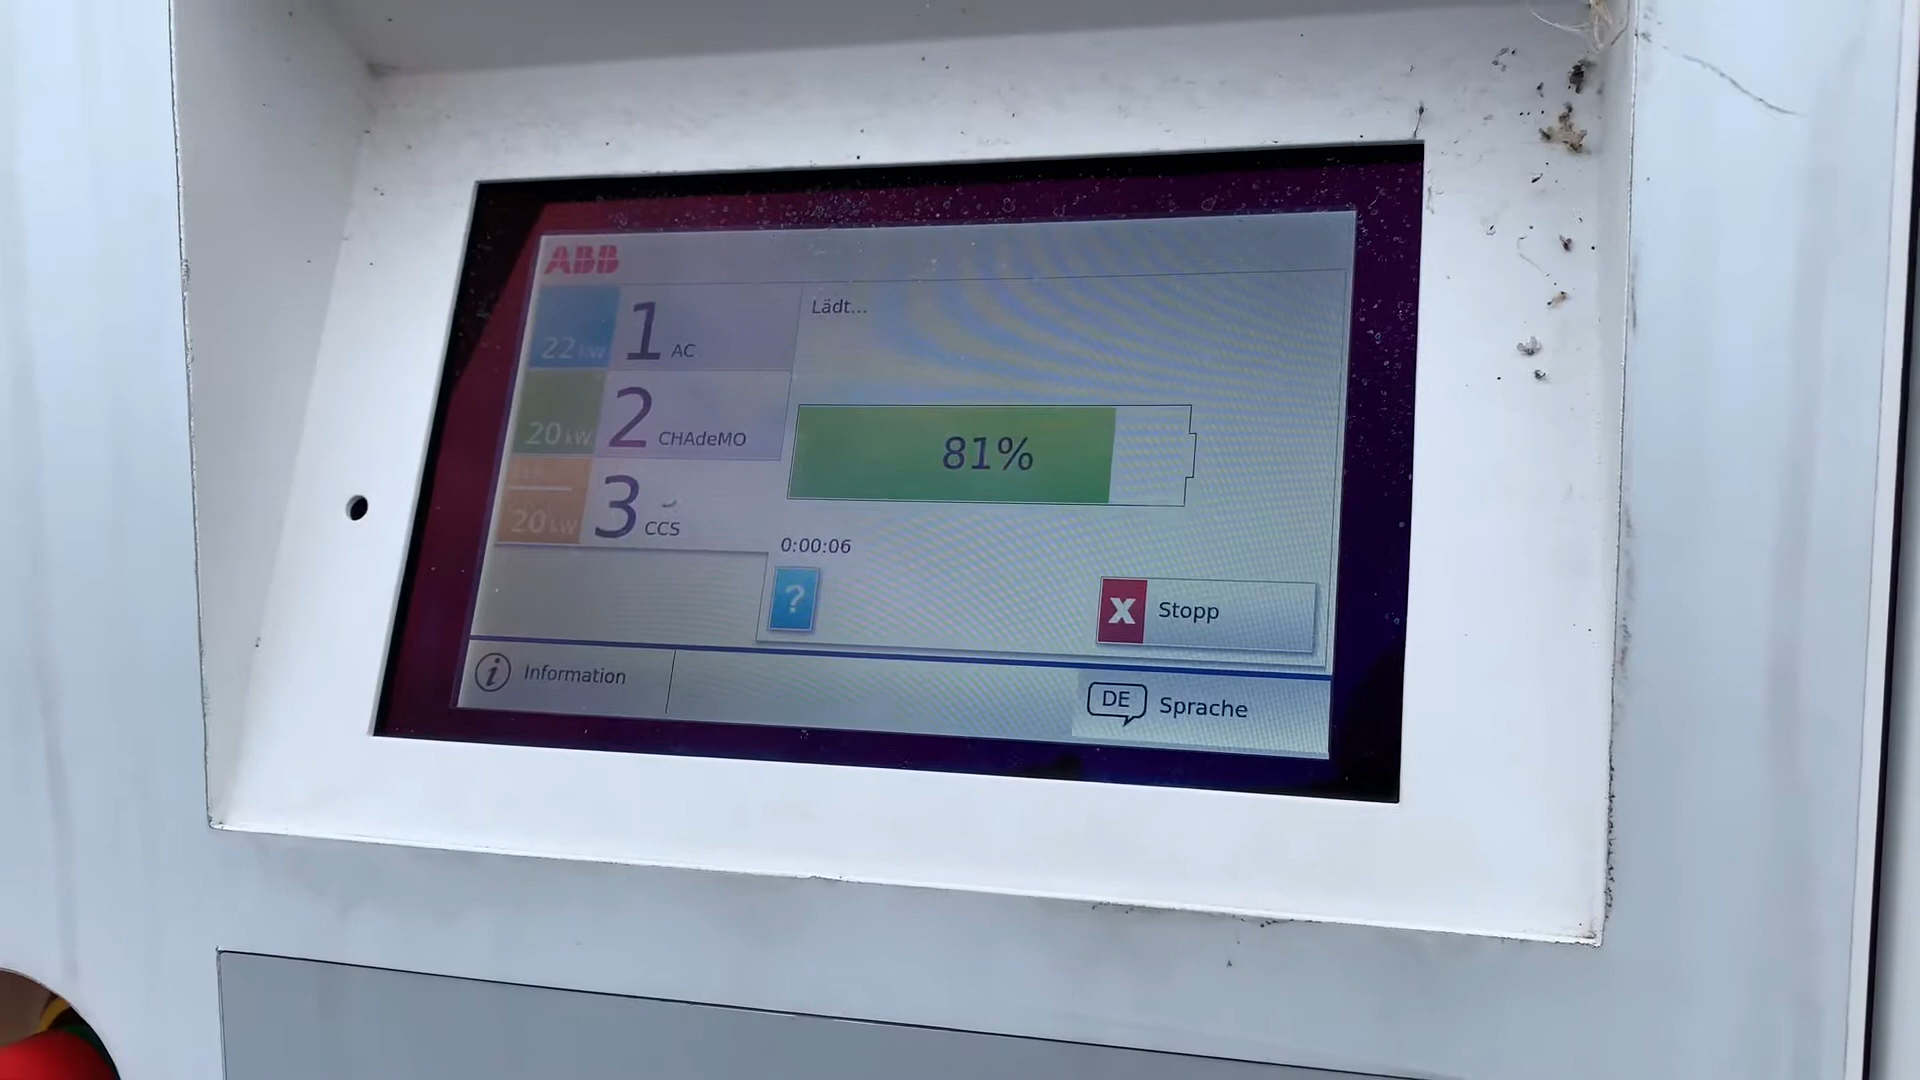 ABB
22 kW
1 AC
20 kW
2 CHAdeMO
20 kW
3 CCS
Lädt...
81%
0:00:06
?
X Stopp
i Information
DE Sprache